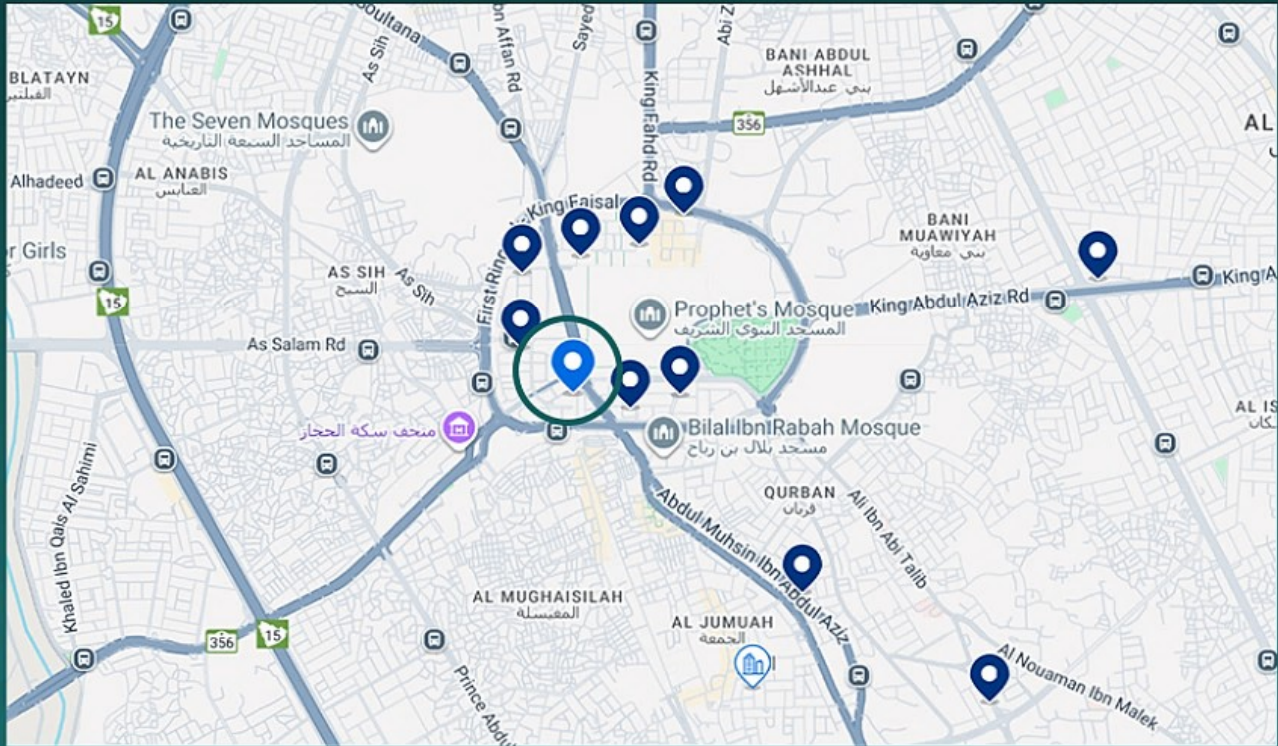 15
Soultana
As Sih
bn Affan Rd
Sayed
Abi Z
BANI ABDUL
ASHHAL
بني عبدالأشهل
BLATAYN
القبلتين
The Seven Mosques
المساجد السبعة التاريخية
King Fahd Rd
356
AL
Alhadeed
AL ANABIS
العنابس
King Faisal
BANI
MUAWIYAH
بني معاوية
r Girls
AS SIH
السيح
As Sih
First Ring
15
Prophet's Mosque
المسجد النبوي الشريف
King Abdul Aziz Rd
King A
As Salam Rd
متحف سكة الحجاز
Bilal Ibn Rabah Mosque
مسجد بلال بن رباح
AL IS
Khaled Ibn Qais Al Sahimi
QURBAN
قربان
Ali Ibn Abi Talib
Abdul Muhsin Ibn Abdul Aziz
AL MUGHAISILAH
المغيسلة
AL JUMUAH
الجمعة
356
15
Prince Abdu
Al Nouaman Ibn Malek